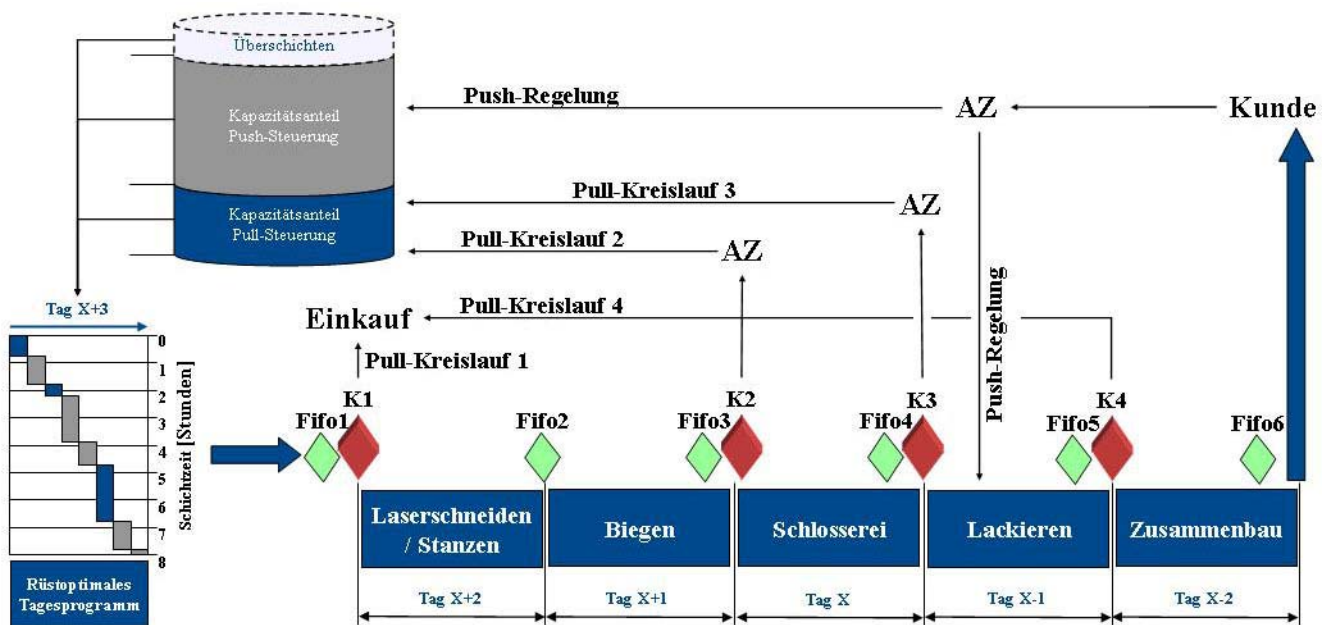 Überschichten
Kapazitätsanteil
Push-Steuerung
Kapazitätsanteil
Pull-Steuerung
Push-Regelung
AZ
Kunde
Pull-Kreislauf 3
AZ
Pull-Kreislauf 2
AZ
Pull-Kreislauf 4
Einkauf
Pull-Kreislauf 1
Push-Regelung
Tag X+3
0
1
2
3
4
5
6
7
8
Schichtzeit [Stunden]
Rüstoptimales
Tagesprogramm
K1
K2
K3
K4
Fifo1
Fifo2
Fifo3
Fifo4
Fifo5
Fifo6
Laserschneiden
/ Stanzen
Biegen
Schlosserei
Lackieren
Zusammenbau
Tag X+2
Tag X+1
Tag X
Tag X-1
Tag X-2